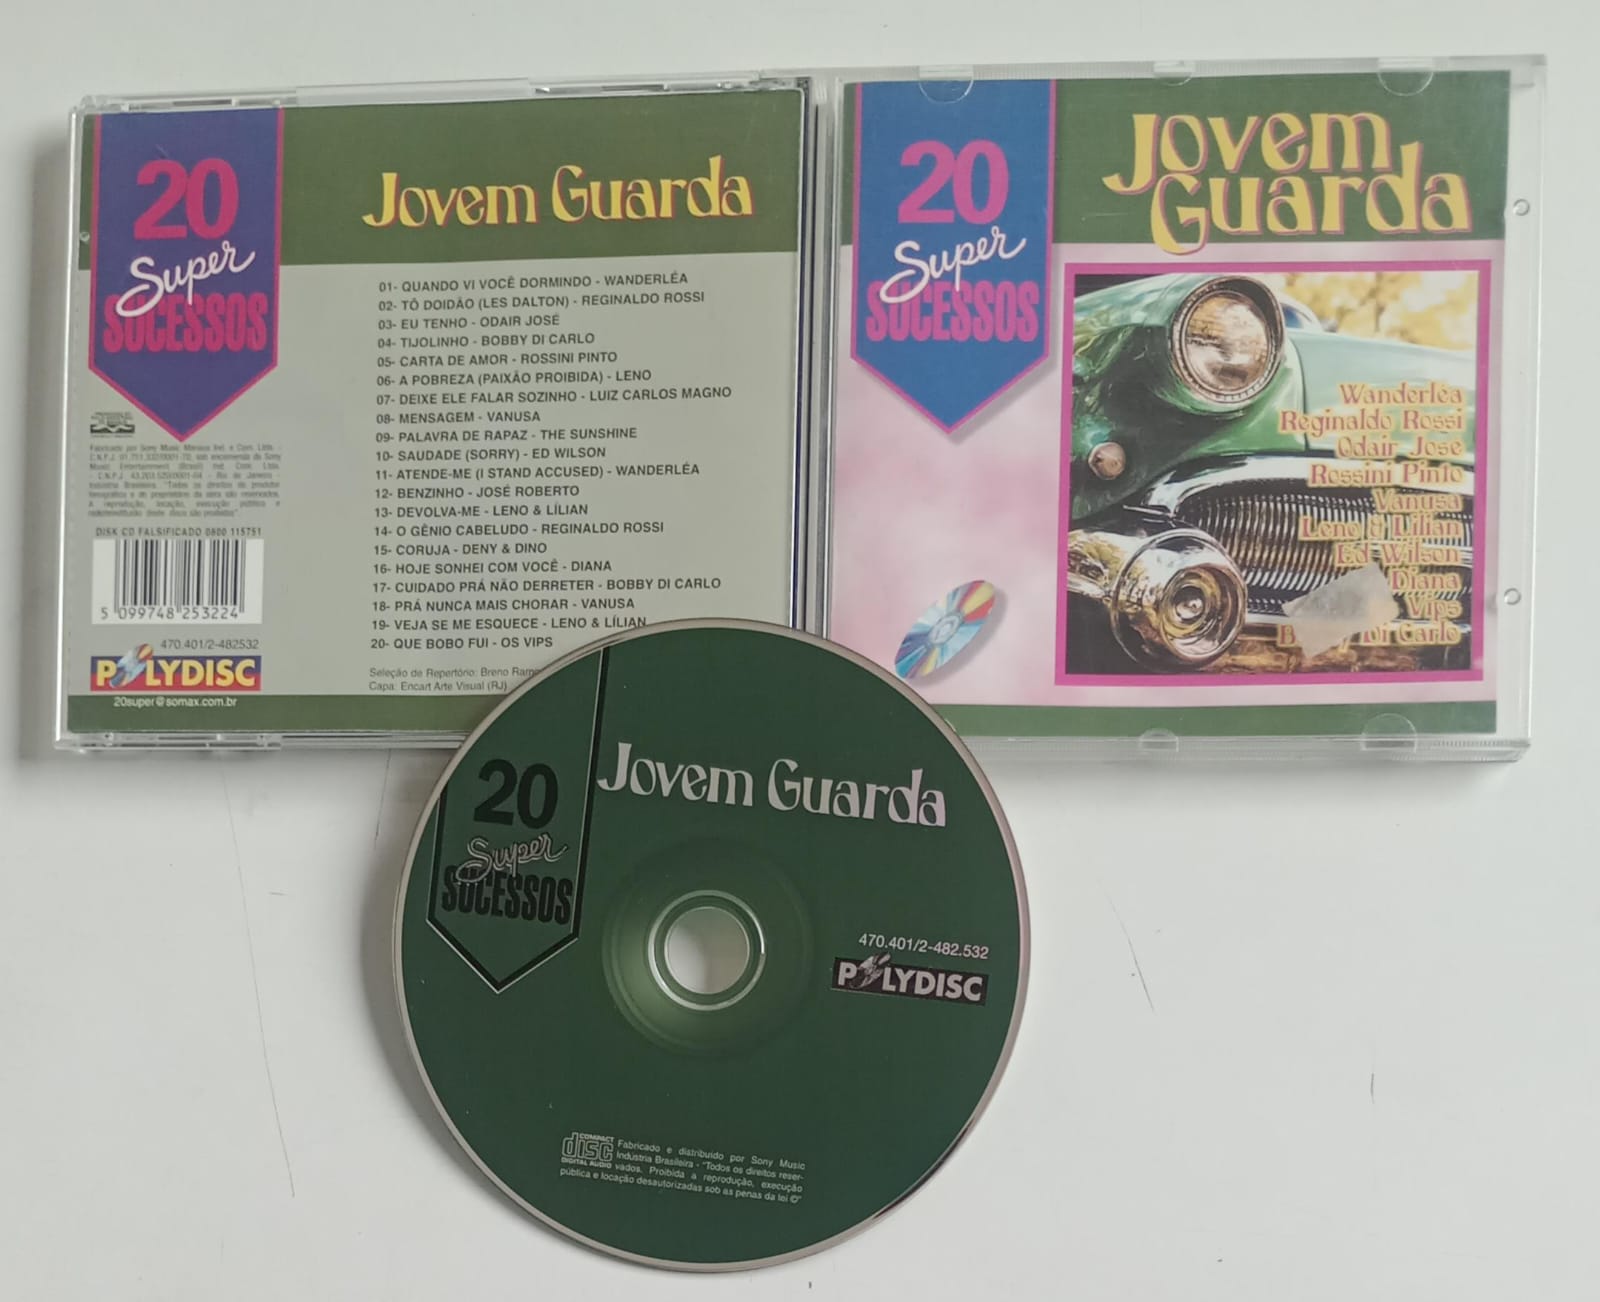 20
Super
SUCESSOS
Jovem Guarda
01- QUANDO VI VOCÊ DORMINDO - WANDERLÉA
02- TÔ DOIDÃO (LES DALTON) - REGINALDO ROSSI
03- EU TENHO - ODAIR JOSÉ
04- TIJOLINHO - BOBBY DI CARLO
05- CARTA DE AMOR - ROSSINI PINTO
06- A POBREZA (PAIXÃO PROIBIDA) - LENO
07- DEIXE ELE FALAR SOZINHO - LUIZ CARLOS MAGNO
08- MENSAGEM - VANUSA
09- PALAVRA DE RAPAZ - THE SUNSHINE
10- SAUDADE (SORRY) - ED WILSON
11- ATENDE-ME (I STAND ACCUSED) - WANDERLÉA
12- BENZINHO - JOSÉ ROBERTO
13- DEVOLVA-ME - LENO & LÍLIAN
14- O GÊNIO CABELUDO - REGINALDO ROSSI
15- CORUJA - DENY & DINO
16- HOJE SONHEI COM VOCÊ - DIANA
17- CUIDADO PRÁ NÃO DERRETER - BOBBY DI CARLO
18- PRÁ NUNCA MAIS CHORAR - VANUSA
19- VEJA SE ME ESQUECE - LENO & LÍLIAN
20- QUE BOBO FUI - OS VIPS
Seleção de Repertório: Breno
Capa: Encart Arte Visual (RJ)
Fabricado por Sony Music
DISK CD FALSIFICADO 0800 115751
5 099748 253224
470.401/2-482532
POLYDISC
20super@somax.com.br
20
Super
SUCESSOS
Jovem
Guarda
Wanderléa
Reginaldo Rossi
Odair Jose
Rossini Pinto
Vanusa
Leno & Lílian
Ed Wilson
Diana
Vips
Carlo
20
Super
SUCESSOS
Jovem Guarda
470.401/2-482.532
POLYDISC
COMPACT
disc
DIGITAL AUDIO
Fabricado e distribuido por Sony Music
Indústria Brasileira - "Todos os direitos reser-
vados. Proibida a reprodução, execução
pública e locação desautorizadas sob as penas da lei ©"